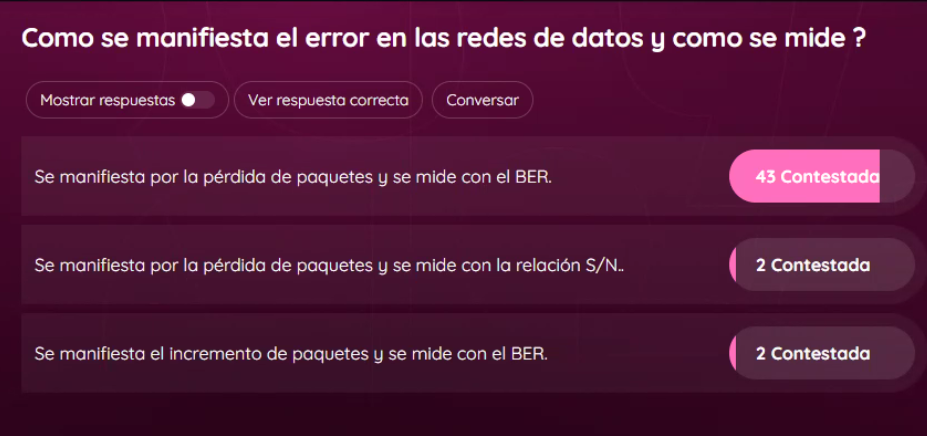 Como se manifiesta el error en las redes de datos y como se mide ?
Mostrar respuestas
Ver respuesta correcta
Conversar
Se manifiesta por la pérdida de paquetes y se mide con el BER.
43 Contestada
Se manifiesta por la pérdida de paquetes y se mide con la relación S/N..
2 Contestada
Se manifiesta el incremento de paquetes y se mide con el BER.
2 Contestada